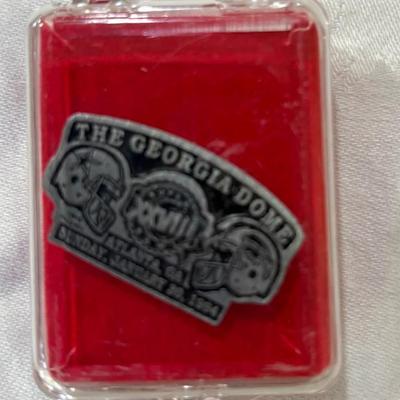 THE GEORGIA DOME
XXVIII
ATLANTA, GA
SUNDAY, JANUARY 30, 1994